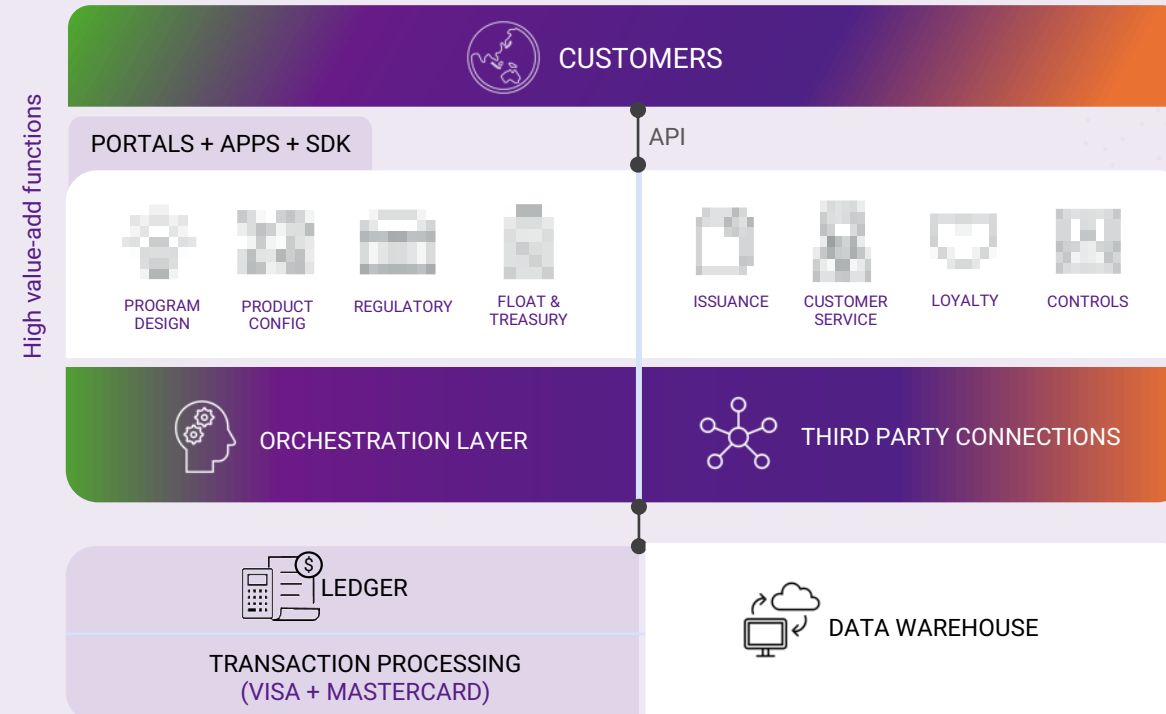 CUSTOMERS
High value-add functions
PORTALS + APPS + SDK
API
PROGRAM
DESIGN
PRODUCT
CONFIG
REGULATORY
FLOAT &
TREASURY
ISSUANCE
CUSTOMER
SERVICE
LOYALTY
CONTROLS
ORCHESTRATION LAYER
THIRD PARTY CONNECTIONS
$
LEDGER
TRANSACTION PROCESSING
(VISA + MASTERCARD)
DATA WAREHOUSE